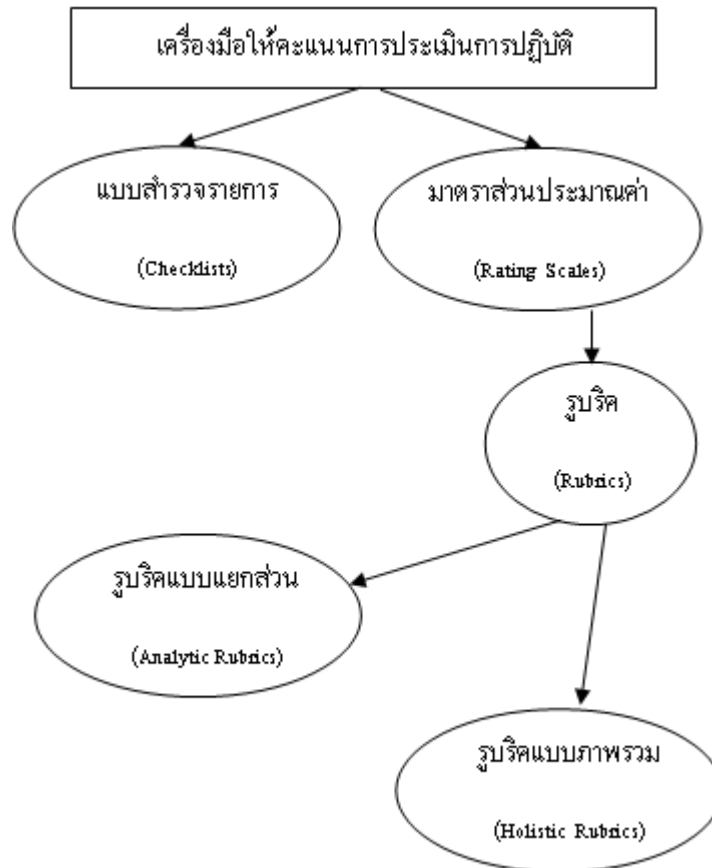 เครื่องมือให้คะแนนการประเมินการปฏิบัติ
แบบสำรวจรายการ
(Checklists)
มาตราส่วนประมาณค่า
(Rating Scales)
รูบริค
(Rubrics)
รูบริคแบบแยกส่วน
(Analytic Rubrics)
รูบริคแบบภาพรวม
(Holistic Rubrics)